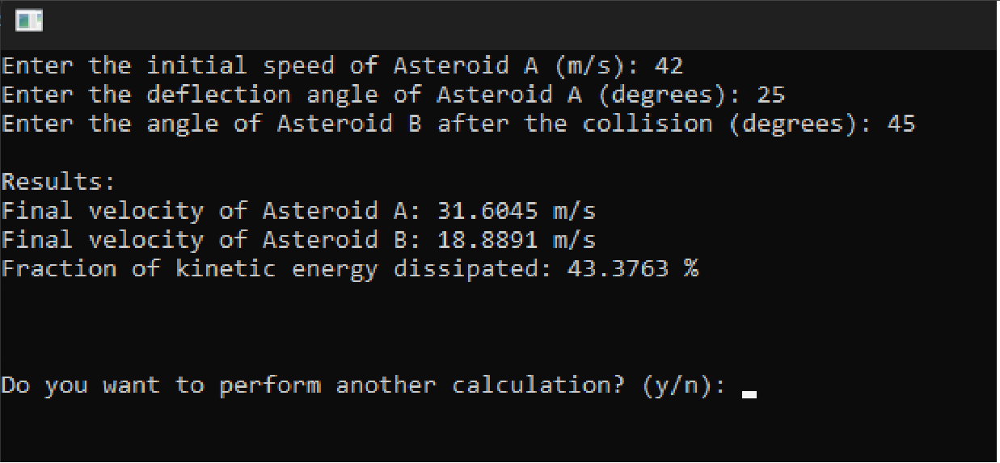 Enter the initial speed of Asteroid A (m/s): 42
Enter the deflection angle of Asteroid A (degrees): 25
Enter the angle of Asteroid B after the collision (degrees): 45
Results:
Final velocity of Asteroid A: 31.6045 m/s
Final velocity of Asteroid B: 18.8891 m/s
Fraction of kinetic energy dissipated: 43.3763 %
Do you want to perform another calculation? (y/n):